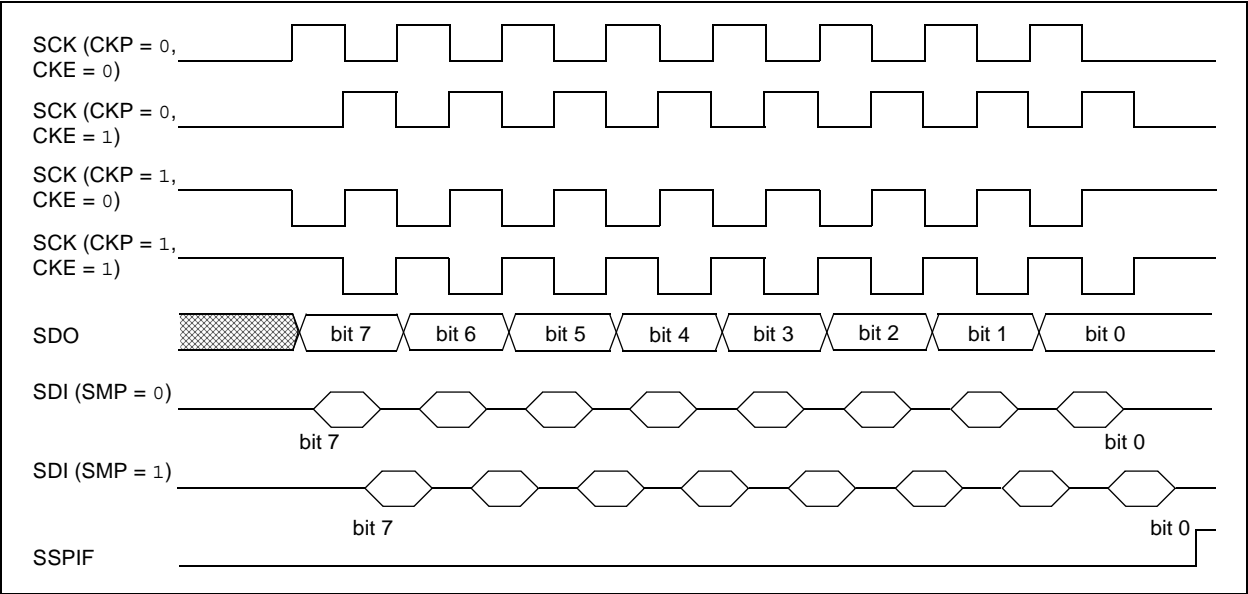 SCK (CKP = 0,
CKE = 0)
SCK (CKP = 0,
CKE = 1)
SCK (CKP = 1,
CKE = 0)
SCK (CKP = 1,
CKE = 1)
SDO
bit 7 bit 6 bit 5 bit 4 bit 3 bit 2 bit 1 bit 0
SDI (SMP = 0)
bit 7 bit 0
SDI (SMP = 1)
bit 7 bit 0
SSPIF